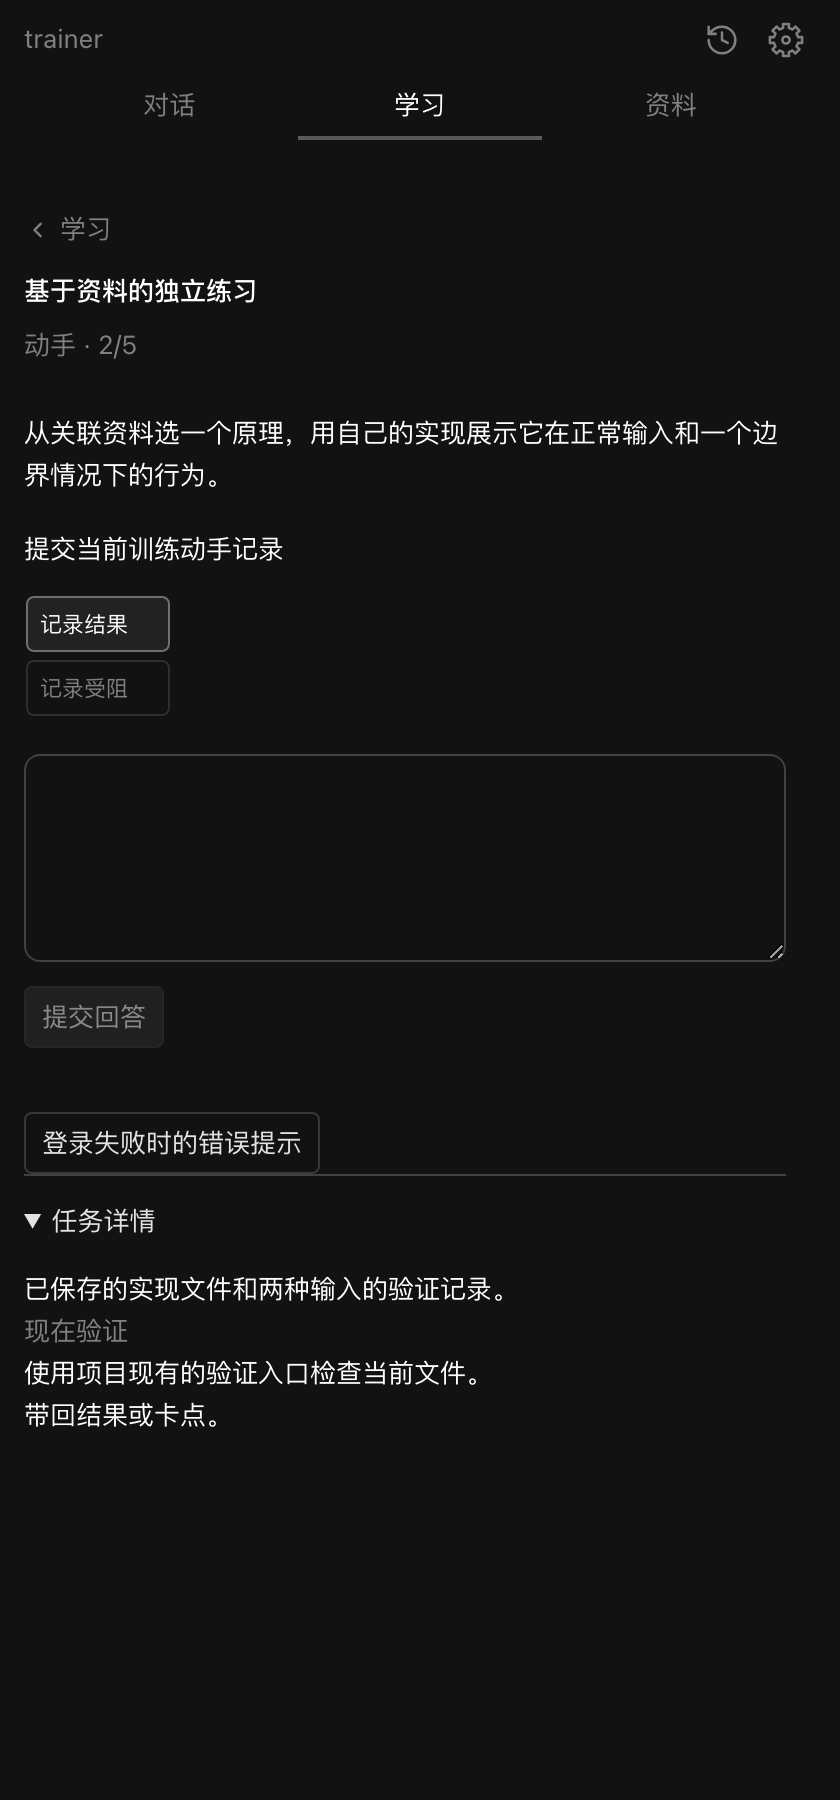 trainer
对话
学习
资料
学习
基于资料的独立练习
动手 · 2/5
从关联资料选一个原理，用自己的实现展示它在正常输入和一个边
界情况下的行为。
提交当前训练动手记录
记录结果
记录受阻
提交回答
登录失败时的错误提示
任务详情
已保存的实现文件和两种输入的验证记录。
现在验证
使用项目现有的验证入口检查当前文件。
带回结果或卡点。